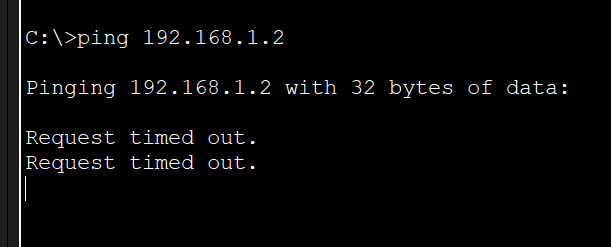 C:\>ping 192.168.1.2
Pinging 192.168.1.2 with 32 bytes of data:
Request timed out.
Request timed out.